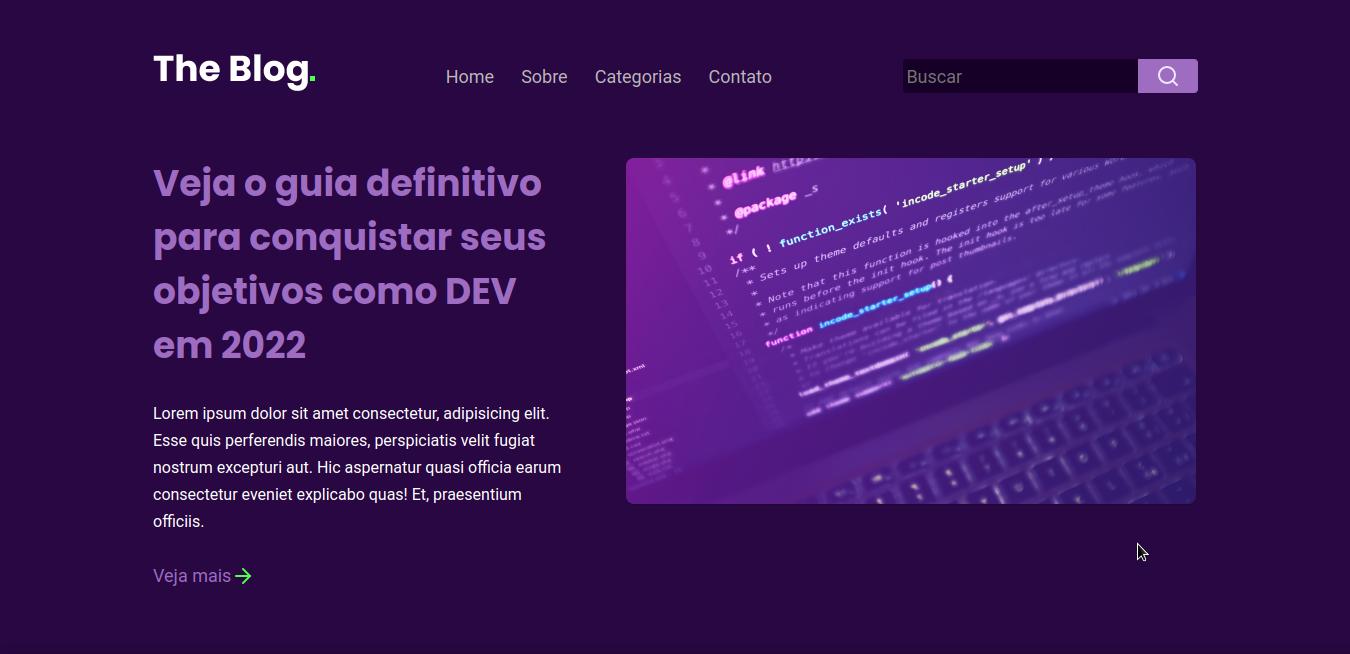 The Blog.
Home Sobre Categorias Contato
Buscar
Veja o guia definitivo
para conquistar seus
objetivos como DEV
em 2022
Lorem ipsum dolor sit amet consectetur, adipisicing elit.
Esse quis perferendis maiores, perspiciatis velit fugiat
nostrum excepturi aut. Hic aspernatur quasi officia earum
consectetur eveniet explicabo quas! Et, praesentium
officiis.
Veja mais
* @link
* @package _s
*/
if ( ! function_exists( 'incode_starter_setup' ) )
/**
* Sets up theme defaults and registers support for various
*
* Note that this function is hooked into the after_setup_theme hook, which
* runs before the init hook. The init hook is too late for some features, such
* as indicating support for post thumbnails.
*/
function incode_starter_setup() {